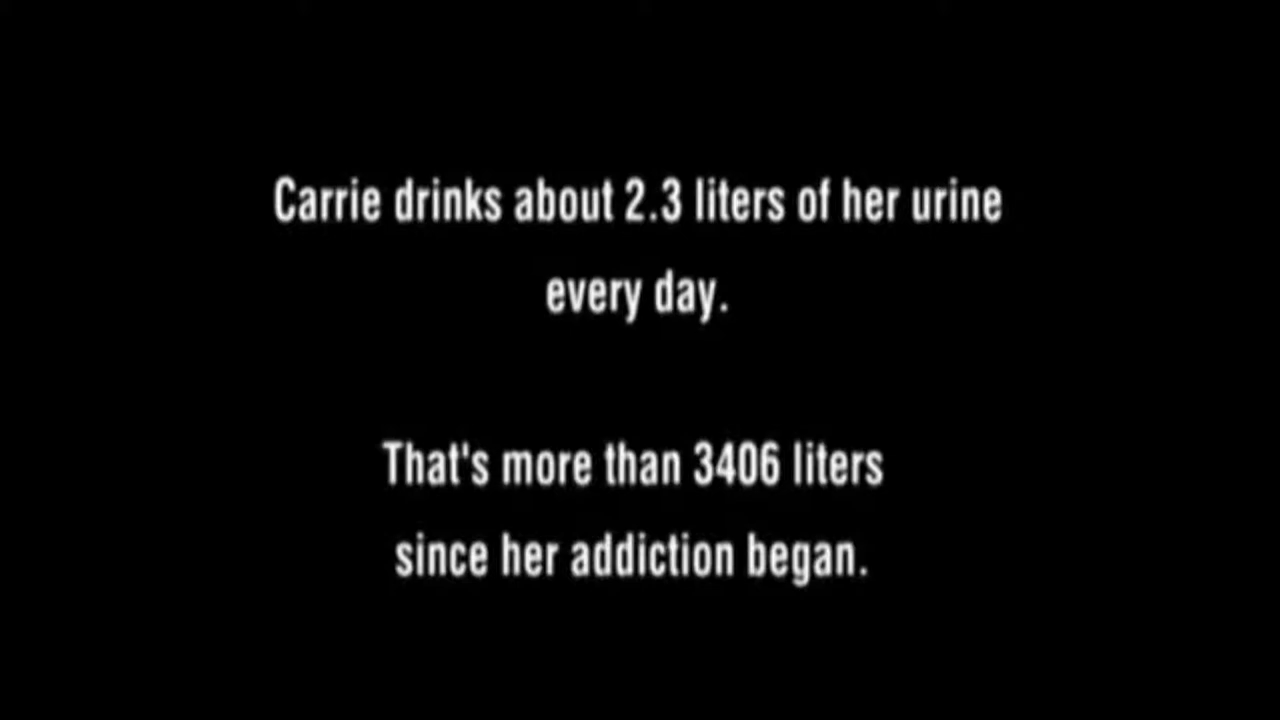 Carrie drinks about 2.3 liters of her urine
every day.
That's more than 3406 liters
since her addiction began.